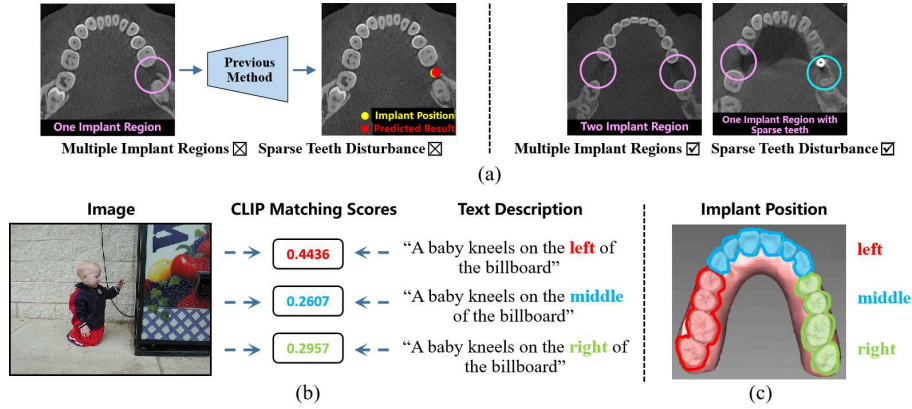 Previous
Method
One Implant Region
Implant Position
Predicted Result
Two Implant Region
One Implant Region with
Sparse teeth
Multiple Implant Regions ☒ Sparse Teeth Disturbance ☒
Multiple Implant Regions ☑ Sparse Teeth Disturbance ☑
(a)
Image
CLIP Matching Scores
Text Description
Implant Position
0.4436
“A baby kneels on the left of
the billboard”
0.2607
“A baby kneels on the middle
of the billboard”
0.2957
“A baby kneels on the right of
the billboard”
left
middle
right
(b)
(c)